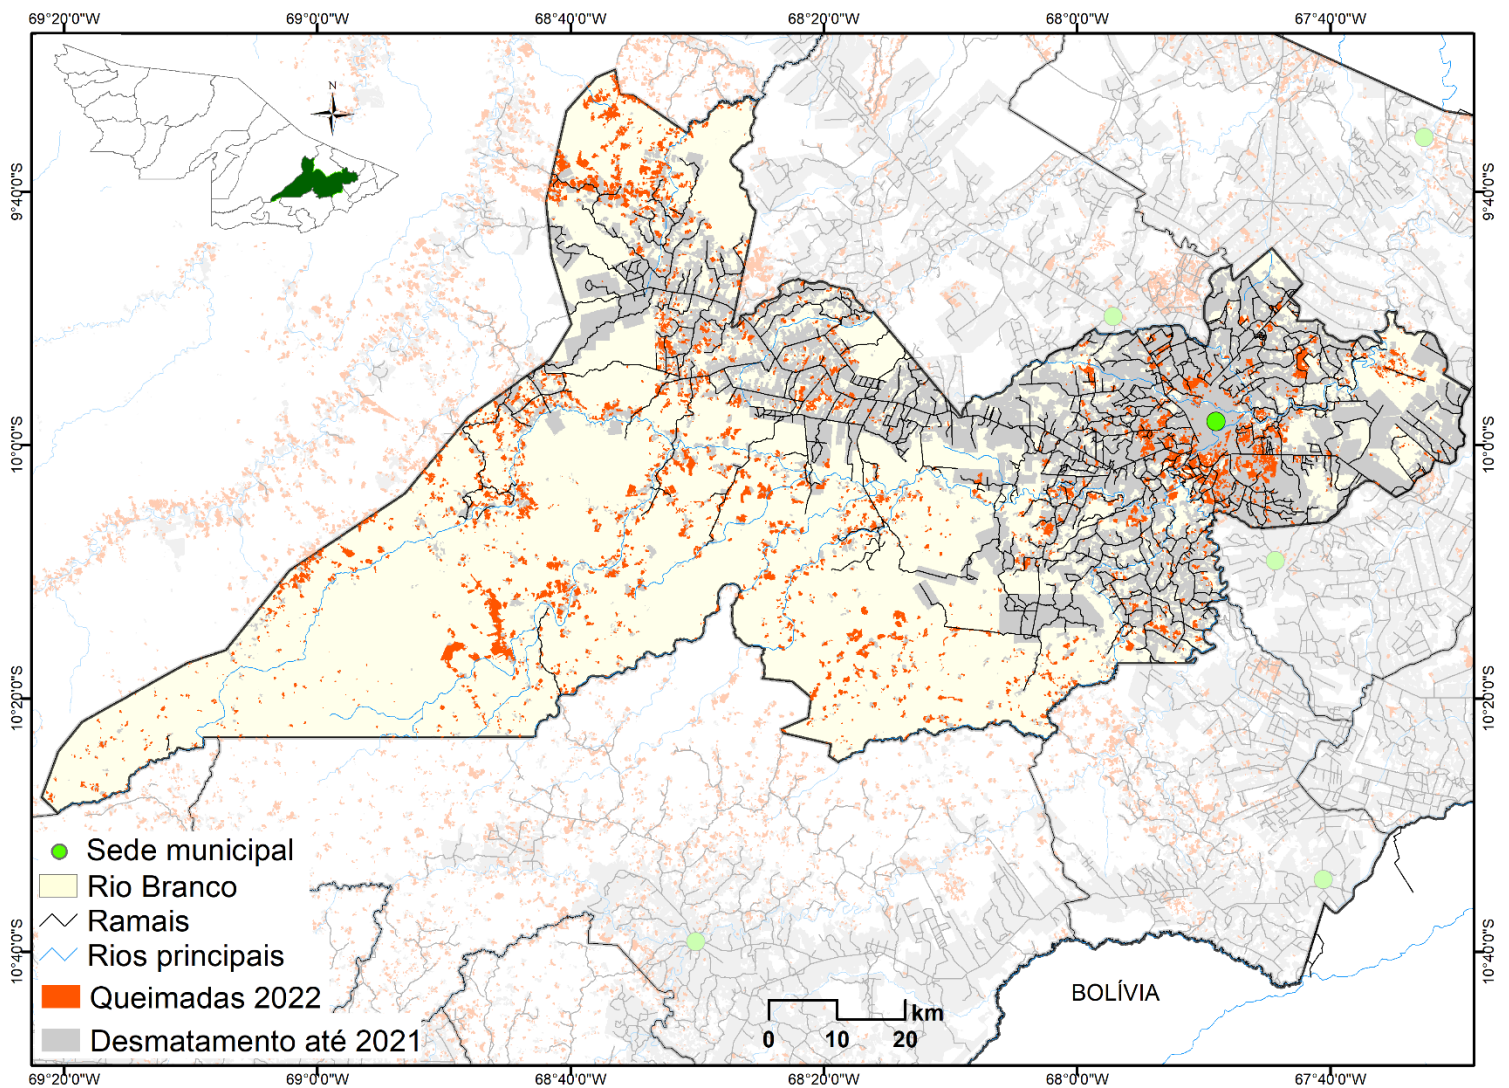 69°20'0"W 69°0'0"W 68°40'0"W 68°20'0"W 68°0'0"W 67°40'0"W
N
9°40'0"S 9°40'0"S
10°0'0"S 10°0'0"S
10°20'0"S 10°20'0"S
Sede municipal
Rio Branco
Ramais
Rios principais
10°40'0"S 10°40'0"S
Queimadas 2022
Desmatamento até 2021
BOLÍVIA
km
0 10 20
69°20'0"W 69°0'0"W 68°40'0"W 68°20'0"W 68°0'0"W 67°40'0"W